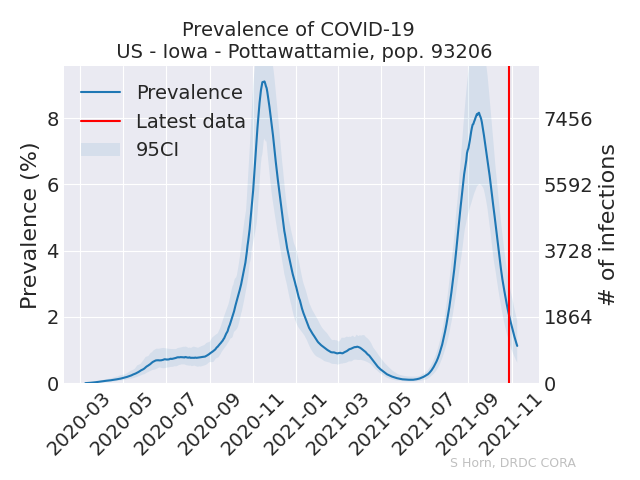 Prevalence of COVID-19
US - Iowa - Pottawattamie, pop. 93206
Prevalence
Latest data
95CI
Prevalence (%)
8
6
4
2
0
7456
5592
3728
1864
0
# of infections
2020-03
2020-05
2020-07
2020-09
2020-11
2021-01
2021-03
2021-05
2021-07
2021-09
2021-11
S Horn, DRDC CORA